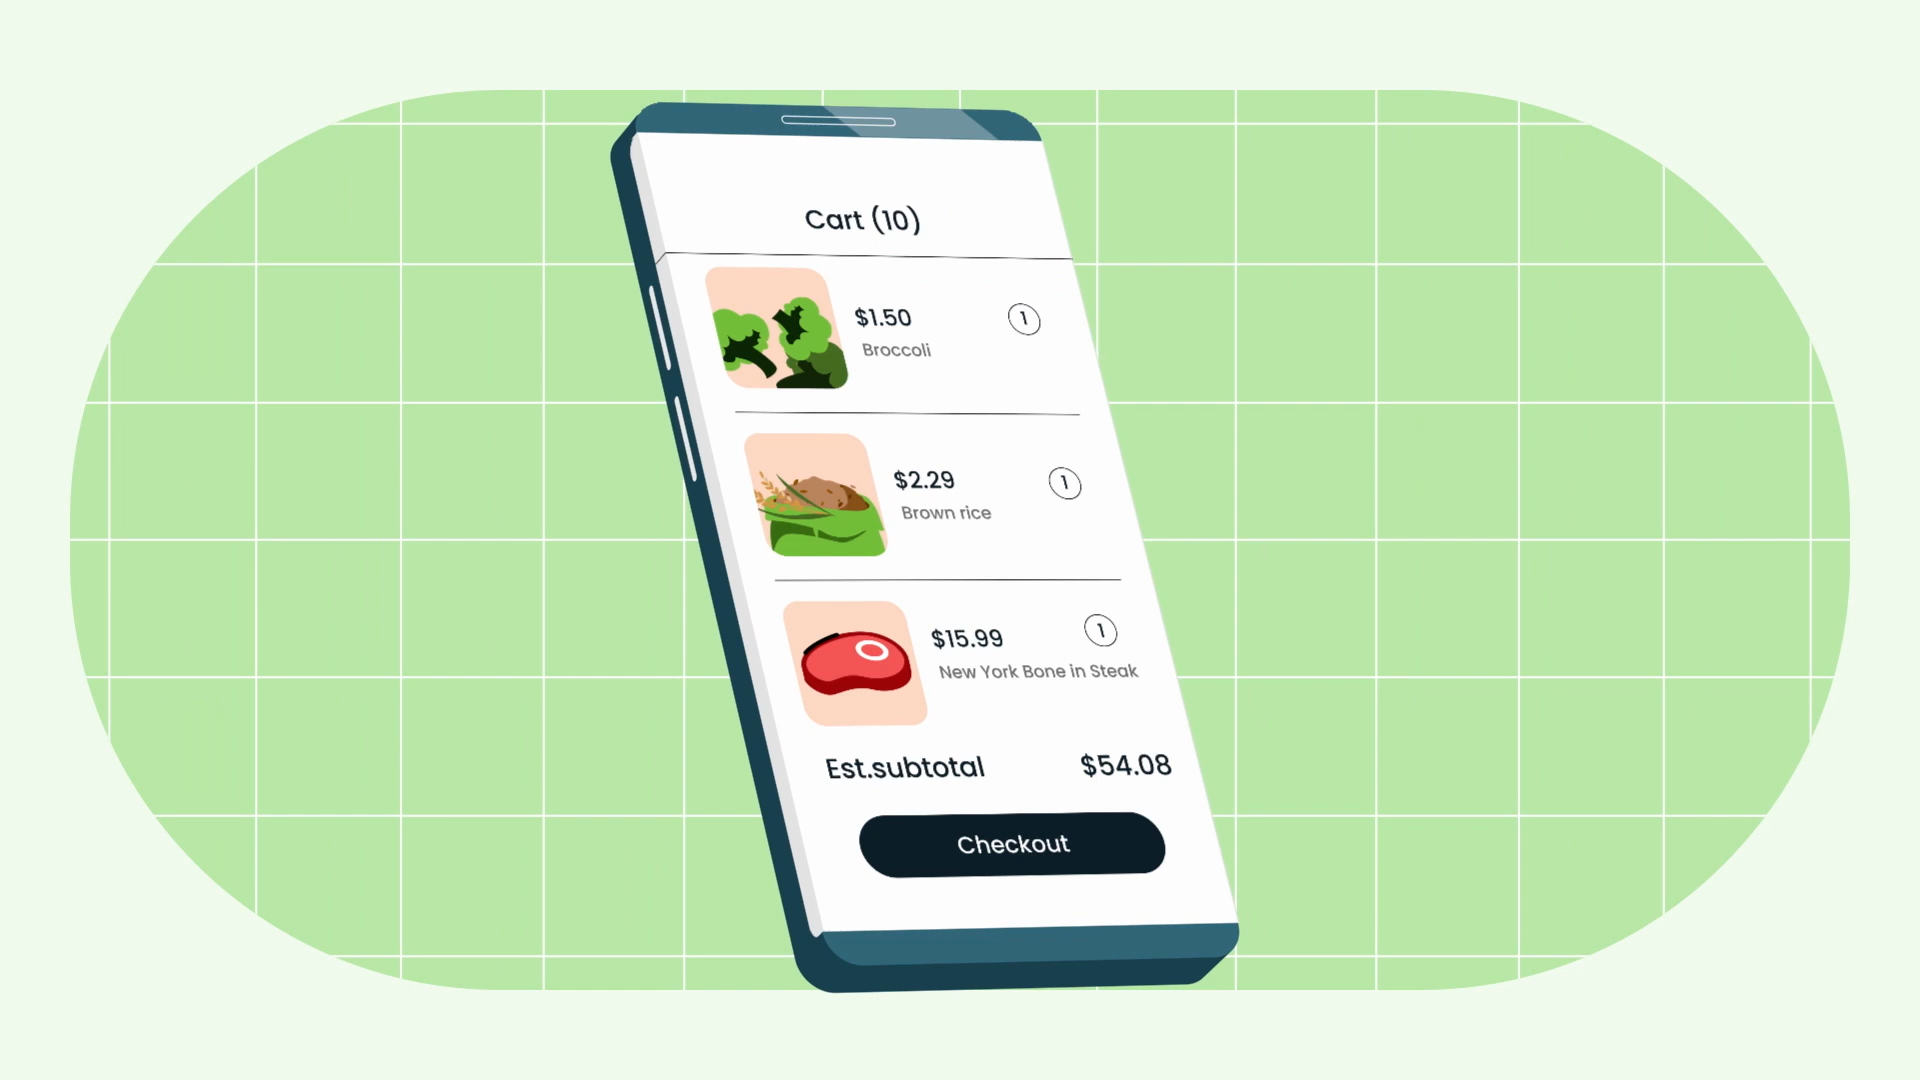 Cart (10)
$1.50
1
Broccoli
$2.29
1
Brown rice
$15.99
1
New York Bone in Steak
Est.subtotal $54.08
Checkout